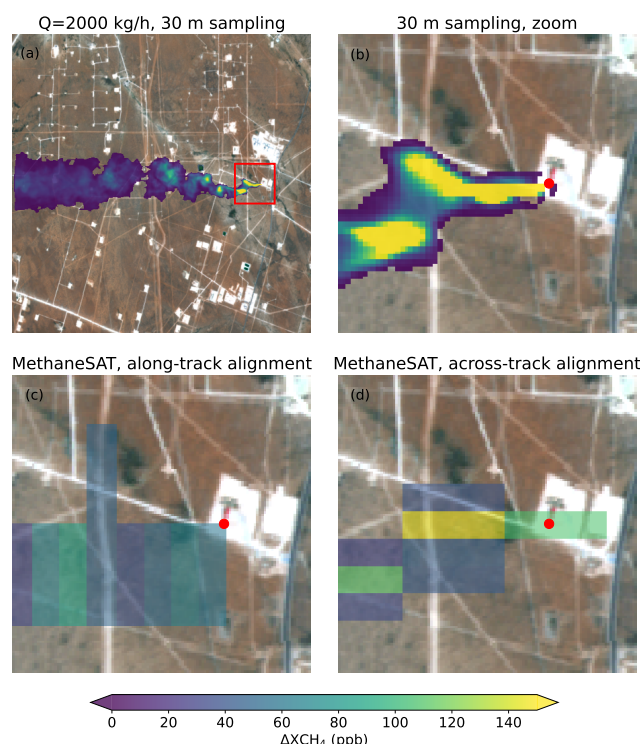 Q=2000 kg/h, 30 m sampling
30 m sampling, zoom
(a)
(b)
MethaneSAT, along-track alignment
MethaneSAT, across-track alignment
(c)
(d)
0 20 40 60 80 100 120 140
ΔXCH₄ (ppb)